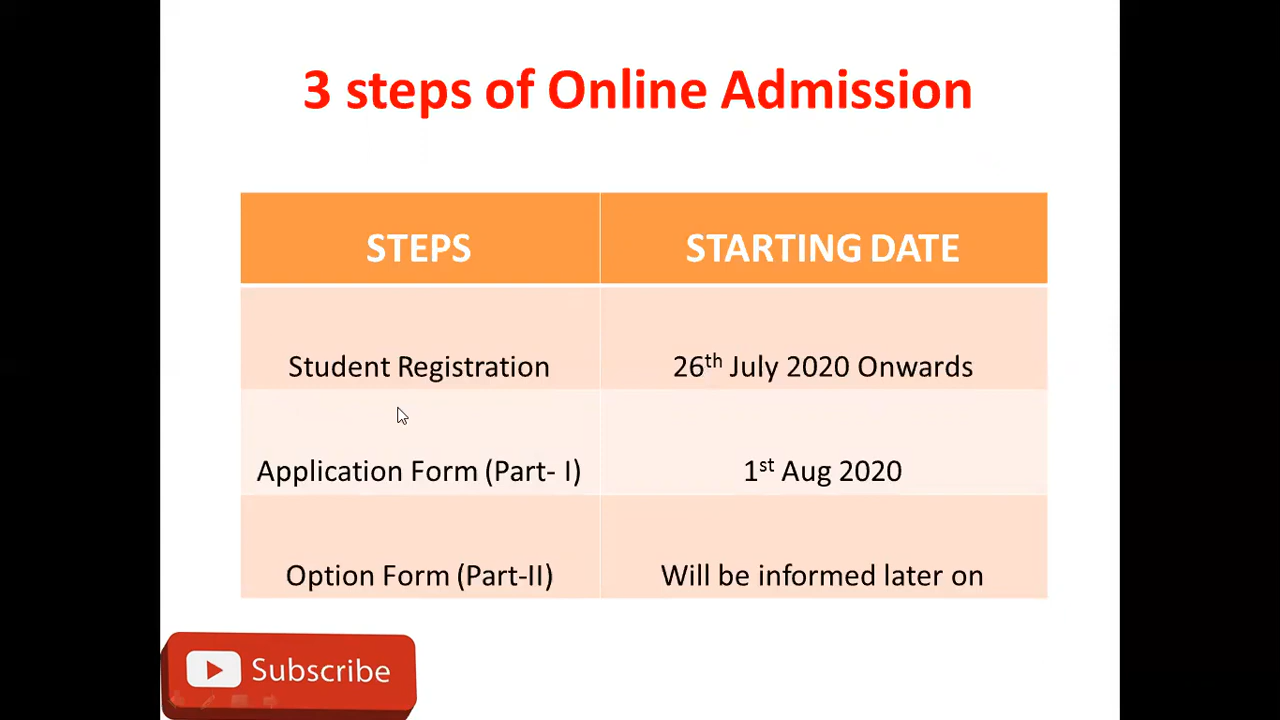 3 steps of Online Admission
STEPS STARTING DATE
Student Registration 26th July 2020 Onwards
Application Form (Part- I) 1st Aug 2020
Option Form (Part-II) Will be informed later on
Subscribe